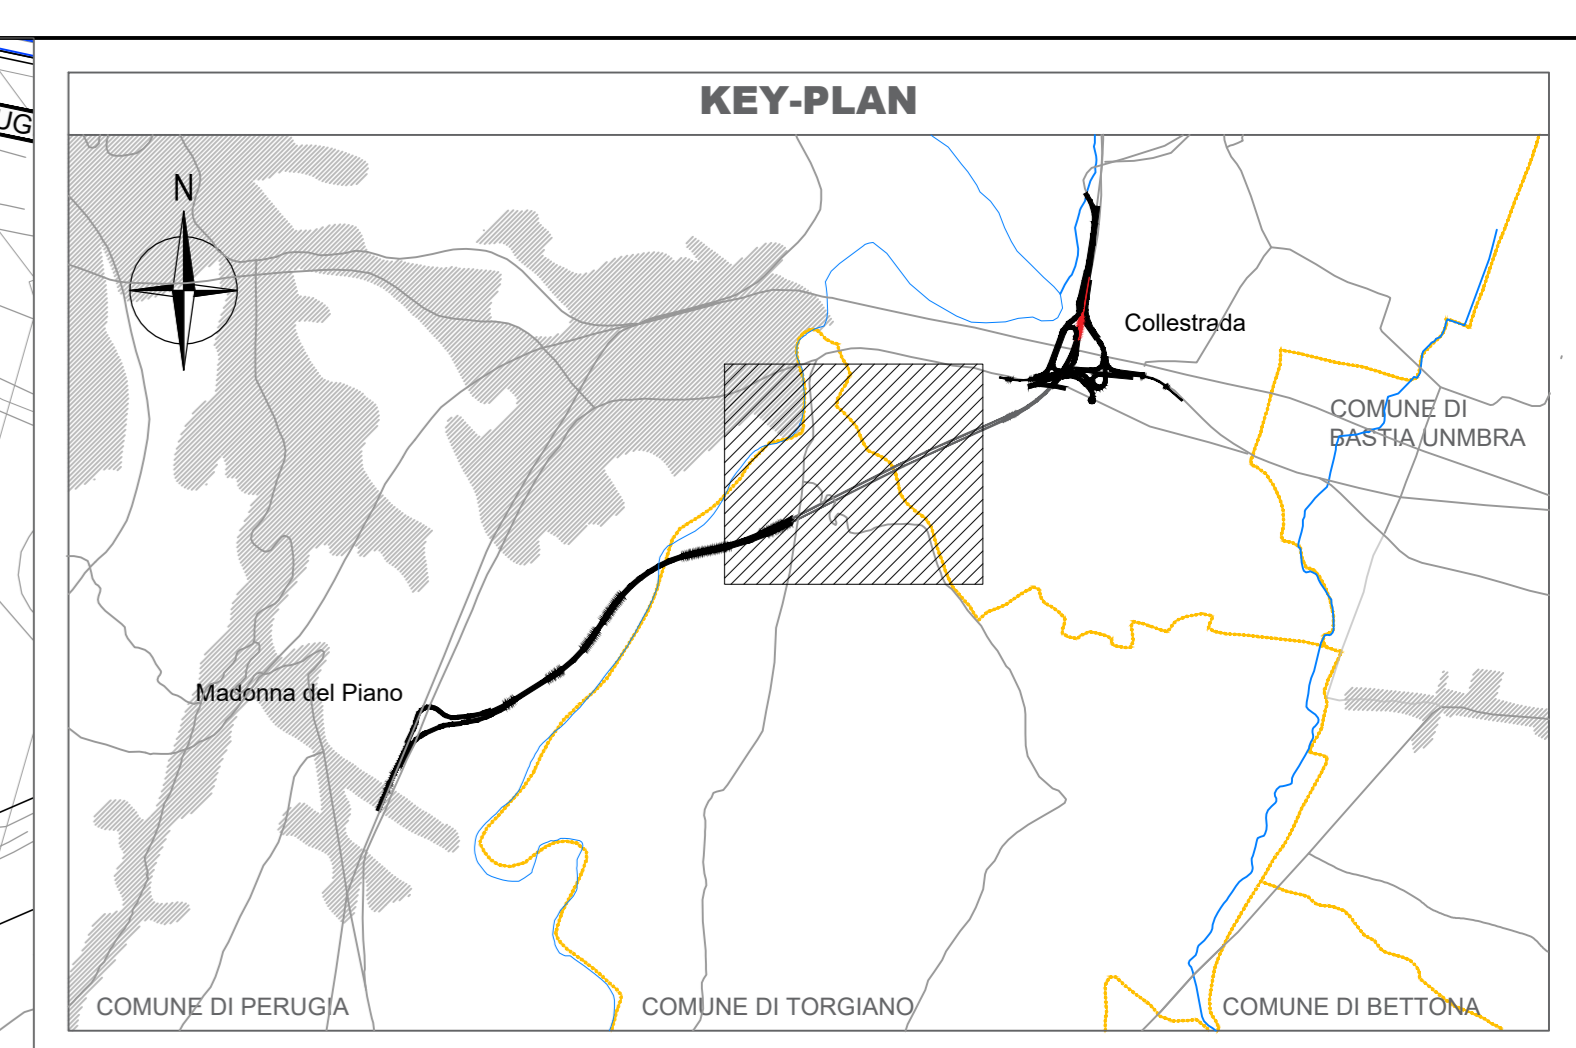 KEY-PLAN
UG
N
Collestrada
COMUNE DI
BASTIA UNMBRA
Madonna del Piano
COMUNE DI PERUGIA
COMUNE DI TORGIANO
COMUNE DI BETTONA